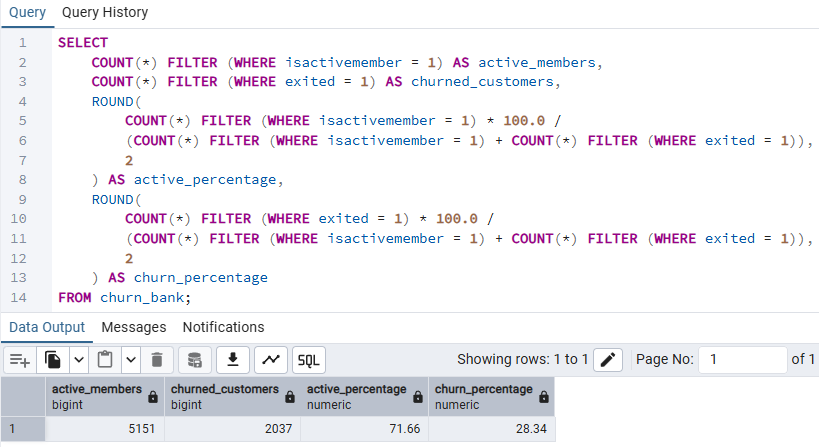 Query Query History
1 SELECT
2 COUNT(*) FILTER (WHERE isactivemember = 1) AS active_members,
3 COUNT(*) FILTER (WHERE exited = 1) AS churned_customers,
4 ROUND(
5 COUNT(*) FILTER (WHERE isactivemember = 1) * 100.0 /
6 (COUNT(*) FILTER (WHERE isactivemember = 1) + COUNT(*) FILTER (WHERE exited = 1)),
7 2
8 ) AS active_percentage,
9 ROUND(
10 COUNT(*) FILTER (WHERE exited = 1) * 100.0 /
11 (COUNT(*) FILTER (WHERE isactivemember = 1) + COUNT(*) FILTER (WHERE exited = 1)),
12 2
13 ) AS churn_percentage
14 FROM churn_bank;
Data Output Messages Notifications
SQL Showing rows: 1 to 1 Page No: 1 of 1
active_members churned_customers active_percentage churn_percentage
bigint bigint numeric numeric
1 5151 2037 71.66 28.34